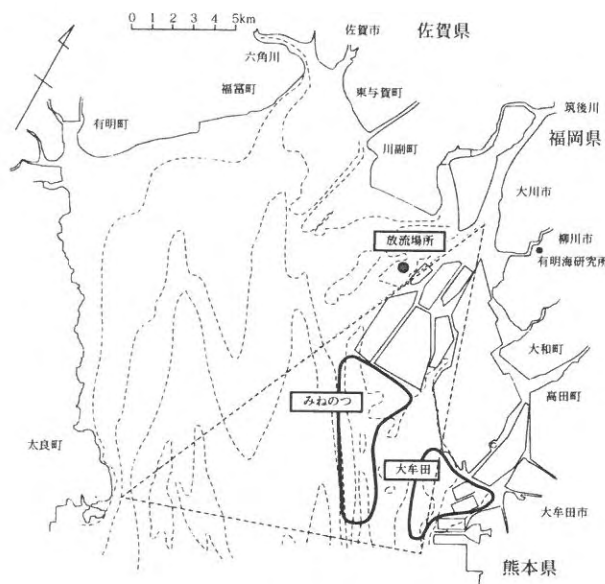 0 1 2 3 4 5km
佐賀市
佐賀県
六角川
福富町
東与賀町
有明町
筑後川
福岡県
川副町
大川市
放流場所
柳川市
有明海研究所
大和町
みねのつ
高田町
太良町
大牟田
大牟田市
熊本県